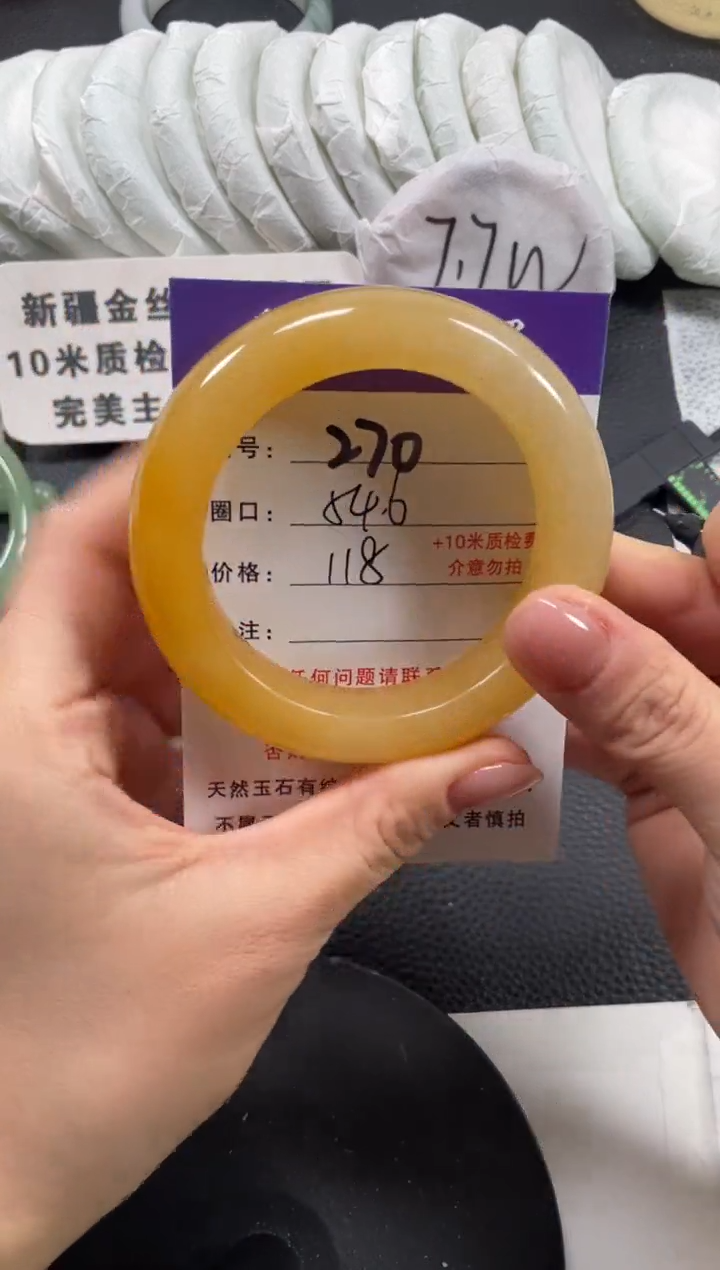 7.7W
新疆金丝
10米质检
完美主
号： 270
圈口： 54.6
价格： 118
+10米质检费
介意勿拍
注：
任何问题请联系
天然玉石有
者慎拍